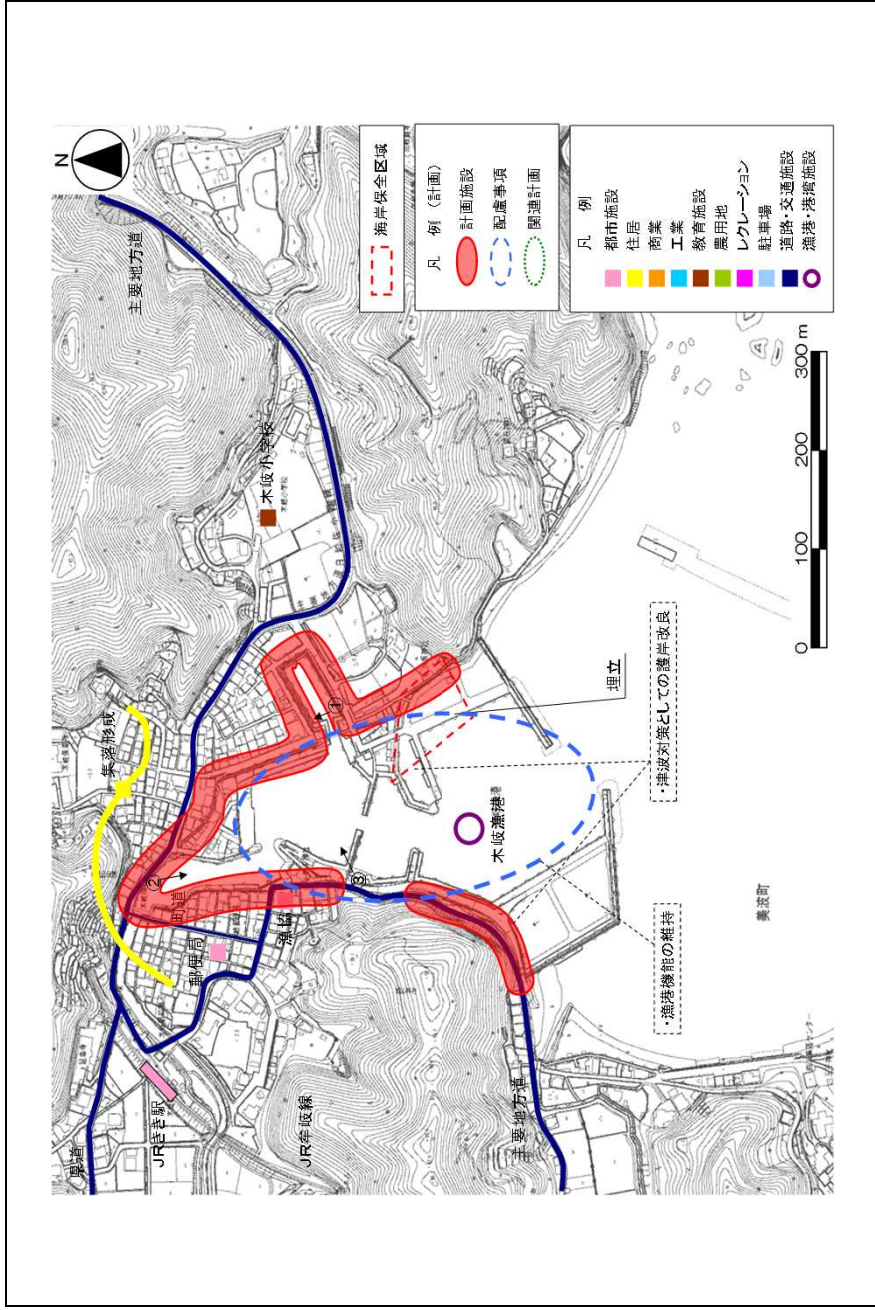 N
主要地方道
海岸保全区域
凡　例（計画）
計画施設
配慮事項
関連計画
凡　例
都市施設
住居
商業
工業
教育施設
農用地
レクレーション
駐車場
道路・交通施設
漁港・港湾施設
0 100 200 300 m
木岐小学校
集落形成
①
②
③
町道
郵便局
漁協
県道
JRきき駅
JR牟岐線
主要地方道
木岐漁港
埋立
・津波対策としての護岸改良
・漁港機能の維持
美波町